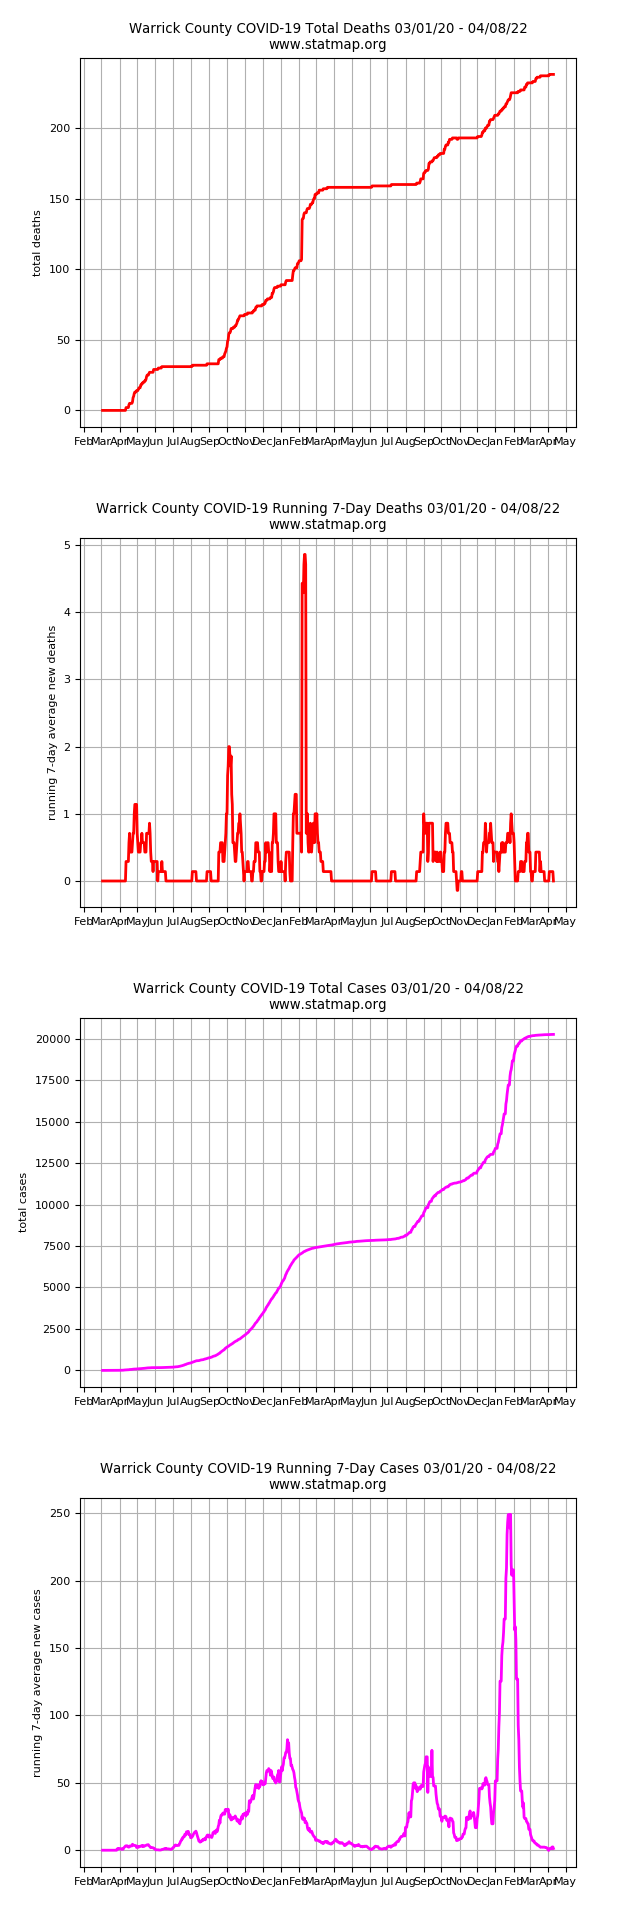 Warrick County COVID-19 Total Deaths 03/01/20 - 04/08/22
www.statmap.org
200
150
100
50
0
total deaths
Feb Mar Apr May Jun Jul Aug Sep Oct Nov Dec Jan Feb Mar Apr May Jun Jul Aug Sep Oct Nov Dec Jan Feb Mar Apr May
Warrick County COVID-19 Running 7-Day Deaths 03/01/20 - 04/08/22
www.statmap.org
5
4
3
2
1
0
running 7-day average new deaths
Feb Mar Apr May Jun Jul Aug Sep Oct Nov Dec Jan Feb Mar Apr May Jun Jul Aug Sep Oct Nov Dec Jan Feb Mar Apr May
Warrick County COVID-19 Total Cases 03/01/20 - 04/08/22
www.statmap.org
20000
17500
15000
12500
10000
7500
5000
2500
0
total cases
Feb Mar Apr May Jun Jul Aug Sep Oct Nov Dec Jan Feb Mar Apr May Jun Jul Aug Sep Oct Nov Dec Jan Feb Mar Apr May
Warrick County COVID-19 Running 7-Day Cases 03/01/20 - 04/08/22
www.statmap.org
250
200
150
100
50
0
running 7-day average new cases
Feb Mar Apr May Jun Jul Aug Sep Oct Nov Dec Jan Feb Mar Apr May Jun Jul Aug Sep Oct Nov Dec Jan Feb Mar Apr May